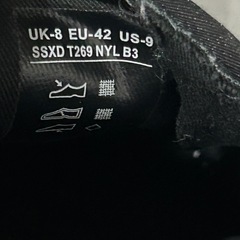 UK-8 EU-42 US-9
SSXD T269 NYL B3